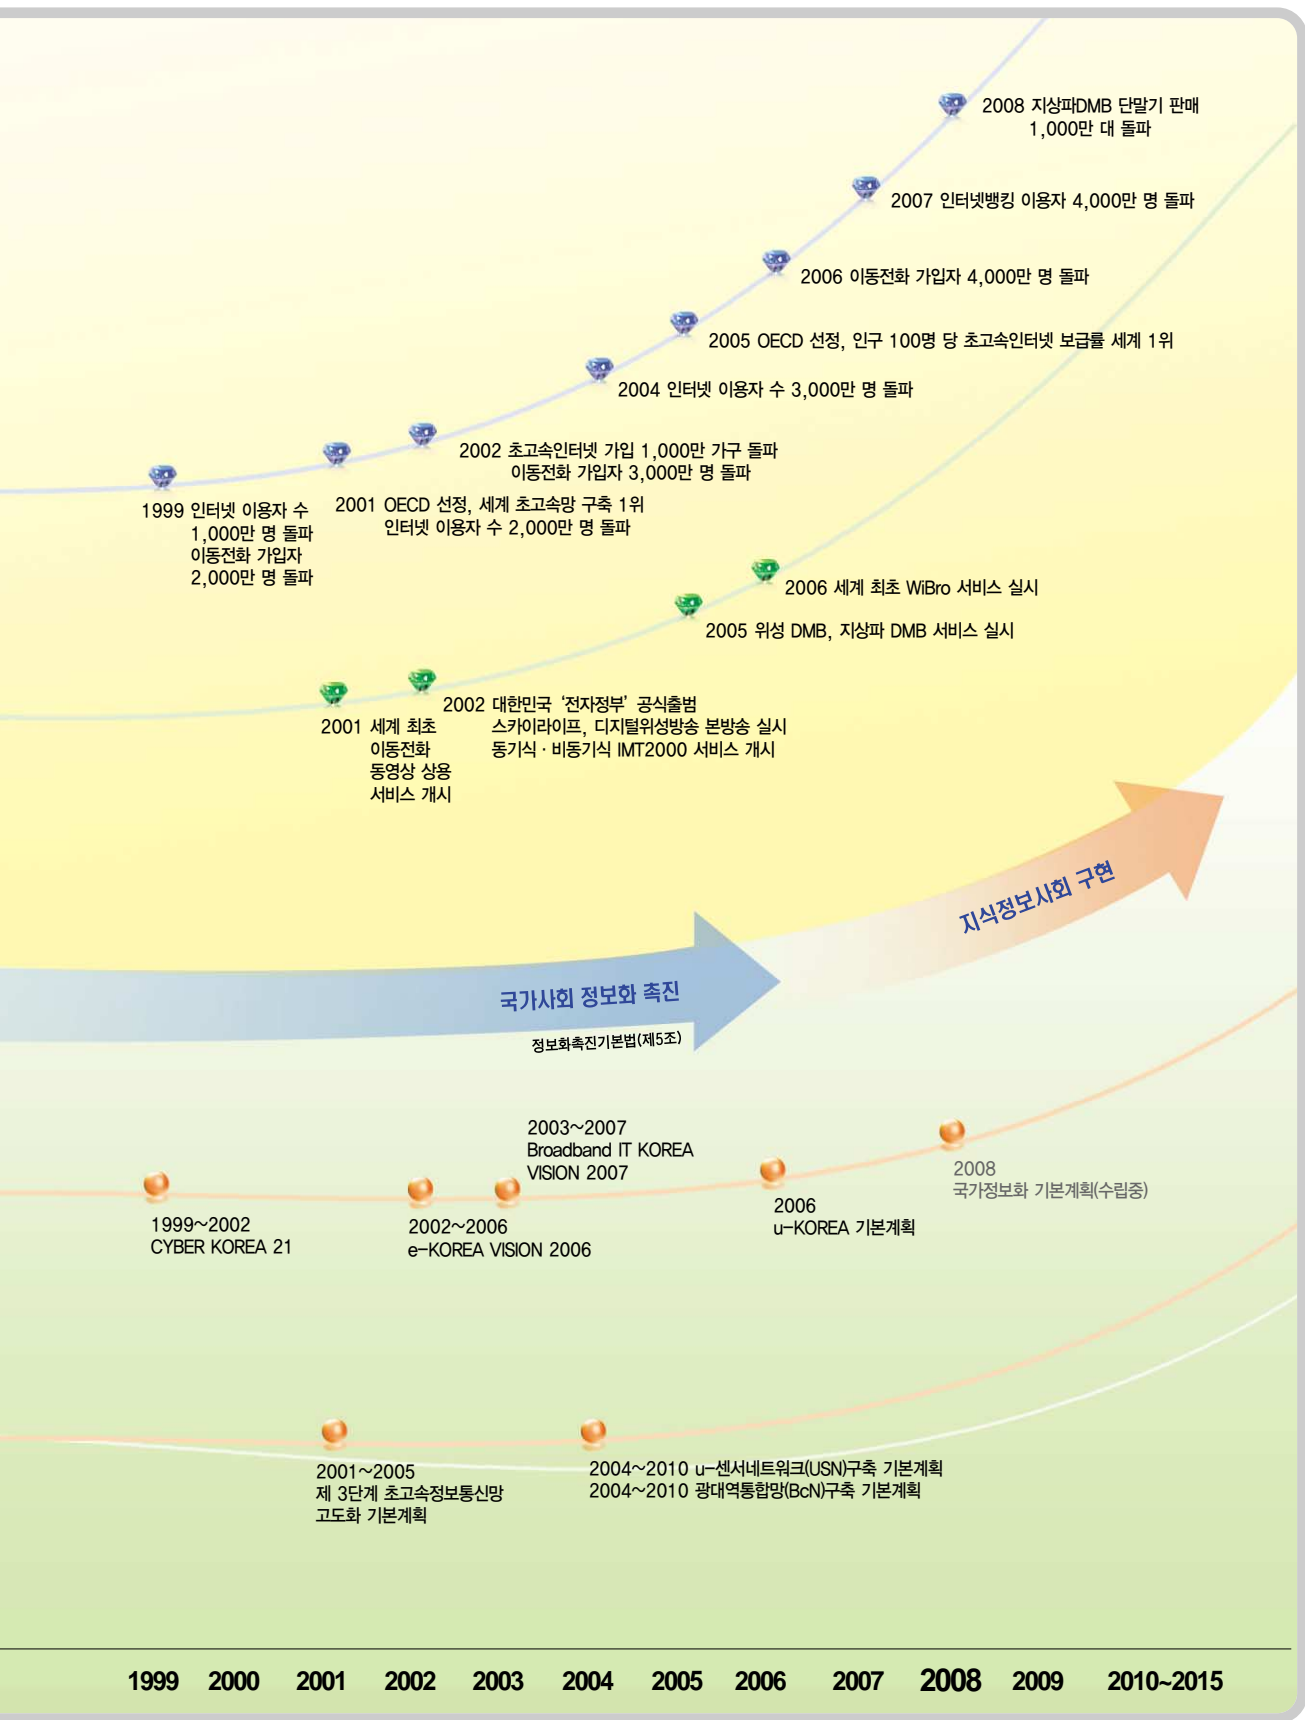 2008 지상파DMB 단말기 판매
1,000만 대 돌파
2007 인터넷뱅킹 이용자 4,000만 명 돌파
2006 이동전화 가입자 4,000만 명 돌파
2005 OECD 선정, 인구 100명 당 초고속인터넷 보급률 세계 1위
2004 인터넷 이용자 수 3,000만 명 돌파
2002 초고속인터넷 가입 1,000만 가구 돌파
이동전화 가입자 3,000만 명 돌파
2001 OECD 선정, 세계 초고속망 구축 1위
인터넷 이용자 수 2,000만 명 돌파
1999 인터넷 이용자 수
1,000만 명 돌파
이동전화 가입자
2,000만 명 돌파
2006 세계 최초 WiBro 서비스 실시
2005 위성 DMB, 지상파 DMB 서비스 실시
2002 대한민국 ‘전자정부’ 공식출범
스카이라이프, 디지털위성방송 본방송 실시
동기식 · 비동기식 IMT2000 서비스 개시
2001 세계 최초
이동전화
동영상 상용
서비스 개시
지식정보사회 구현
국가사회 정보화 촉진
정보화촉진기본법(제5조)
2003~2007
Broadband IT KOREA
VISION 2007
2008
국가정보화 기본계획(수립중)
2006
u-KOREA 기본계획
1999~2002
CYBER KOREA 21
2002~2006
e-KOREA VISION 2006
2001~2005
제 3단계 초고속정보통신망
고도화 기본계획
2004~2010 u-센서네트워크(USN)구축 기본계획
2004~2010 광대역통합망(BcN)구축 기본계획
1999 2000 2001 2002 2003 2004 2005 2006 2007 2008 2009 2010~2015